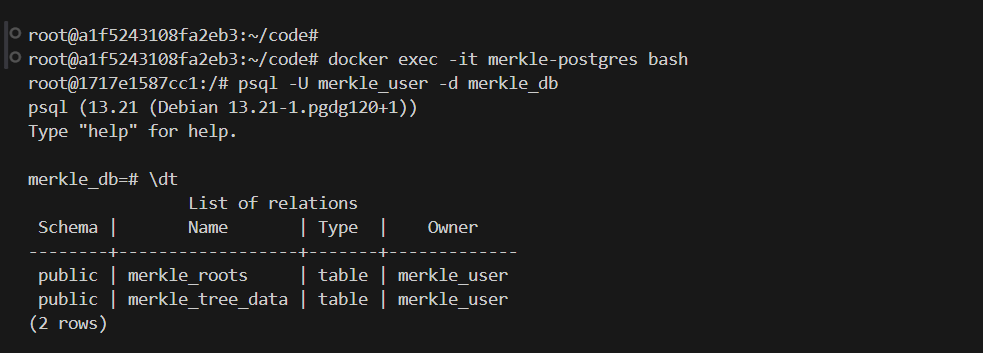 root@a1f5243108fa2eb3:~/code#
root@a1f5243108fa2eb3:~/code# docker exec -it merkle-postgres bash
root@1717e1587cc1:/# psql -U merkle_user -d merkle_db
psql (13.21 (Debian 13.21-1.pgdg120+1))
Type "help" for help.

merkle_db=# \dt
                List of relations
 Schema |       Name       | Type  |    Owner
--------+------------------+-------+-------------
 public | merkle_roots     | table | merkle_user
 public | merkle_tree_data | table | merkle_user
(2 rows)